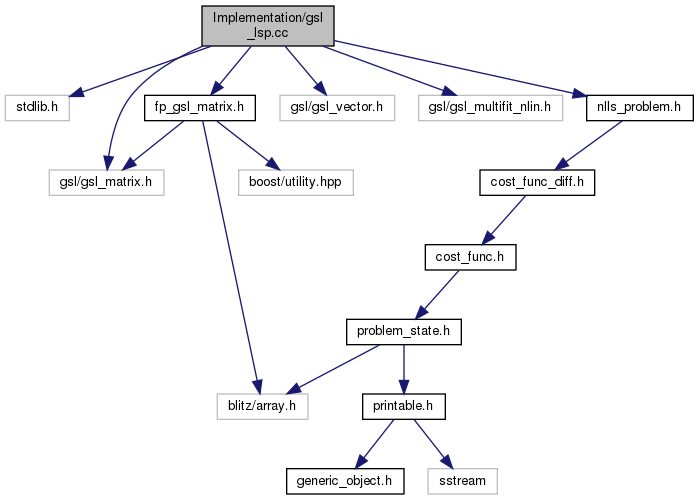 Implementation/gsl
_lsp.cc
stdlib.h
fp_gsl_matrix.h
gsl/gsl_vector.h
gsl/gsl_multifit_nlin.h
nlls_problem.h
gsl/gsl_matrix.h
boost/utility.hpp
cost_func_diff.h
cost_func.h
problem_state.h
blitz/array.h
printable.h
generic_object.h
sstream